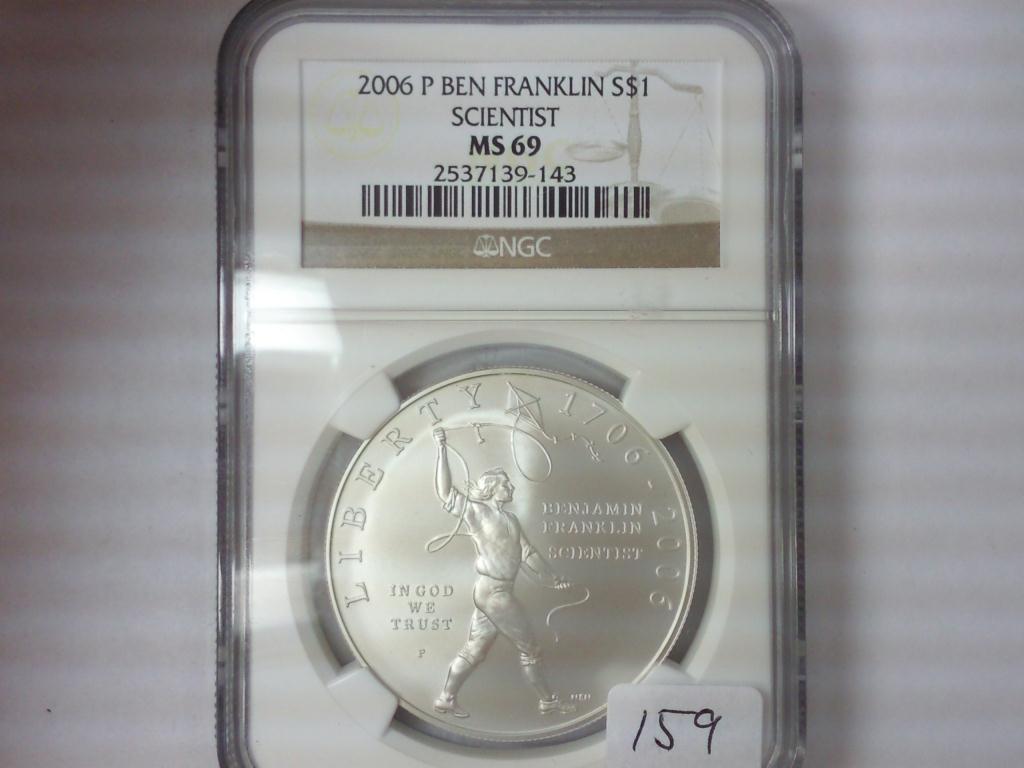 2006 P BEN FRANKLIN S$1
SCIENTIST
MS 69
2537139-143
NGC
LIBERTY 1706-2006
BENJAMIN
FRANKLIN
SCIENTIST
IN GOD
WE
TRUST
P
159